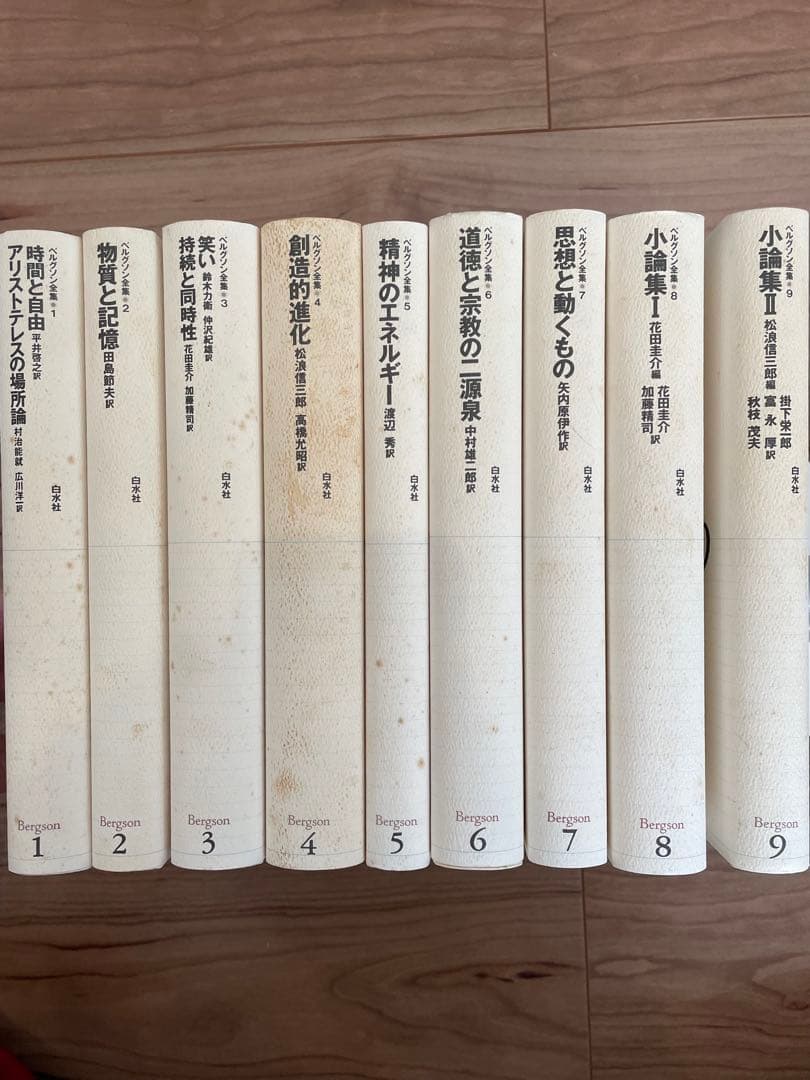 ベルグソン全集●1
時間と自由 平井啓之訳
アリストテレスの場所論 村治能就 広川洋一訳
白水社
Bergson
1
ベルグソン全集●2
物質と記憶 田島節夫訳
白水社
Bergson
2
ベルグソン全集●3
笑い 鈴木力衛 仲沢紀雄訳
持続と同時性 花田圭介 加藤精司訳
白水社
Bergson
3
ベルグソン全集●4
創造的進化 松浪信三郎 高橋允昭訳
白水社
Bergson
4
ベルグソン全集●5
精神のエネルギー 渡辺 秀訳
白水社
Bergson
5
ベルグソン全集●6
道徳と宗教の二源泉 中村雄二郎訳
白水社
Bergson
6
ベルグソン全集●7
思想と動くもの 矢内原伊作訳
白水社
Bergson
7
ベルグソン全集●8
小論集Ⅰ 花田圭介編
花田圭介
加藤精司訳
白水社
Bergson
8
ベルグソン全集●9
小論集Ⅱ 松浪信三郎編
掛下栄一郎
富永 厚訳
秋枝茂夫
白水社
Bergson
9